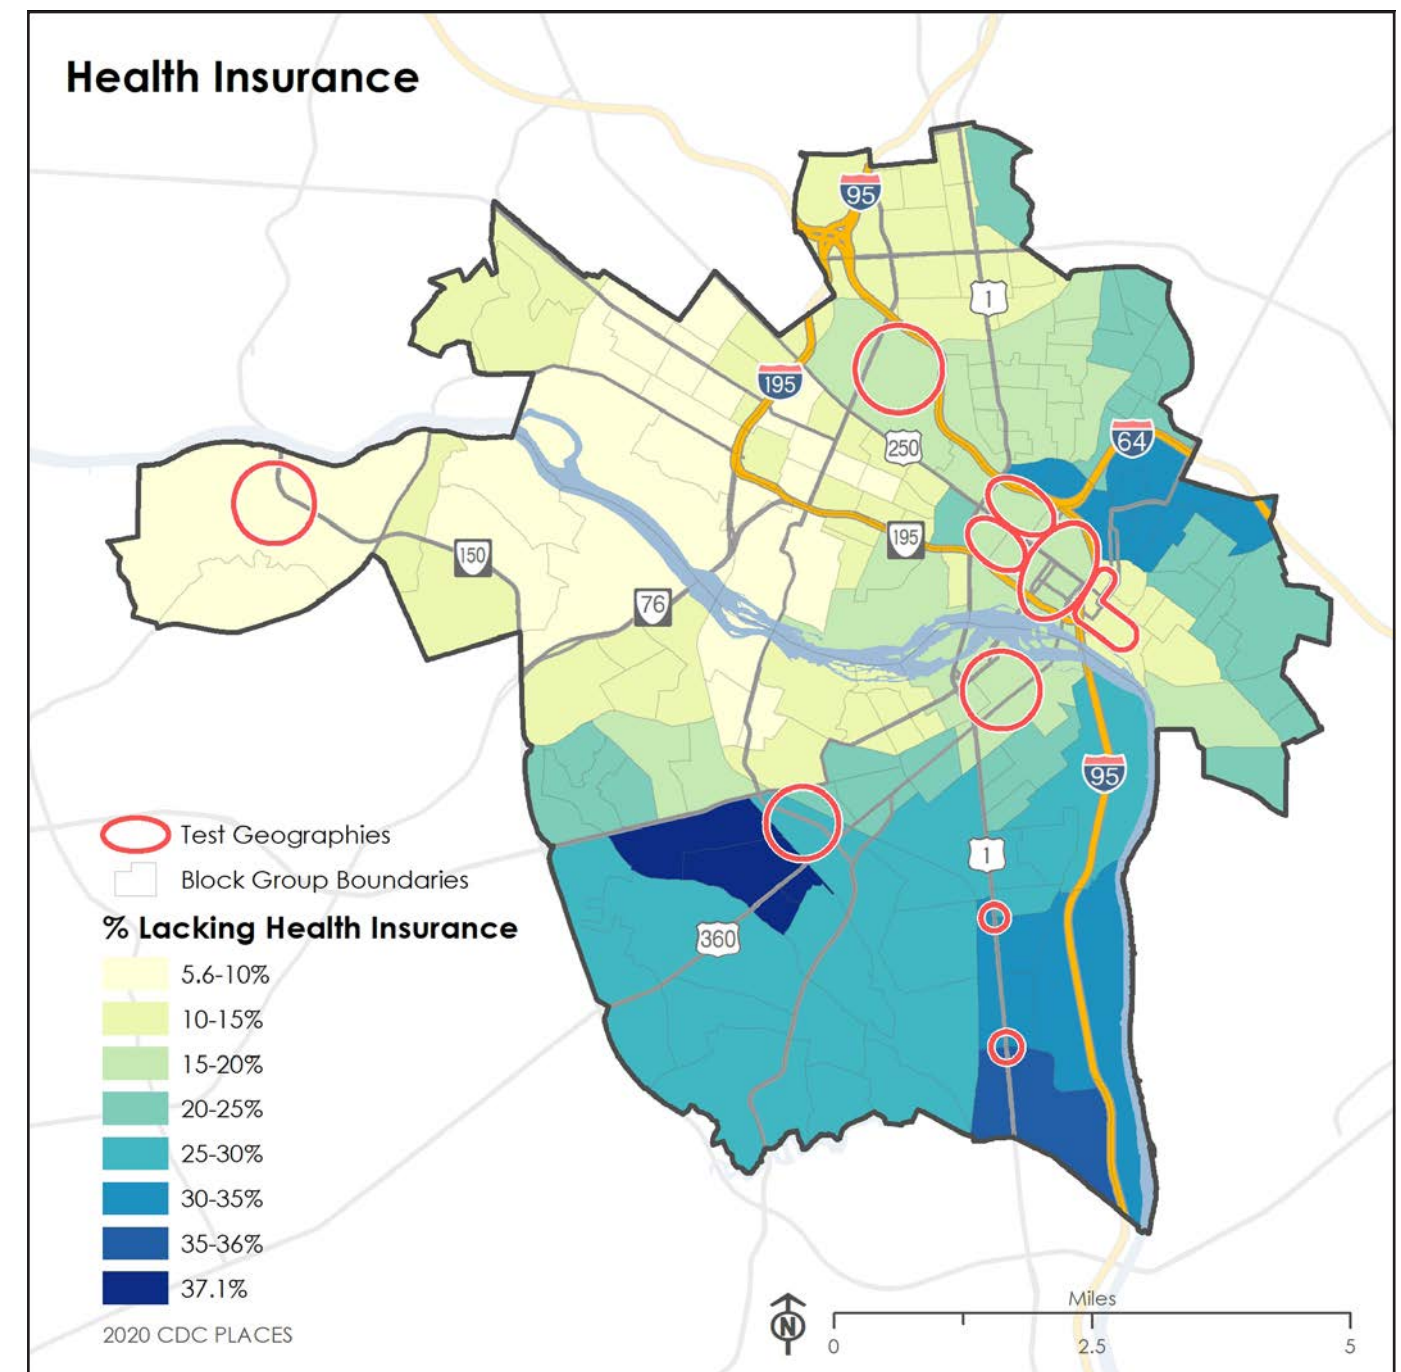 Health Insurance
95
1
195
64
250
195
150
76
95
1
360
Test Geographies
Block Group Boundaries
% Lacking Health Insurance
5.6-10%
10-15%
15-20%
20-25%
25-30%
30-35%
35-36%
37.1%
2020 CDC PLACES
N
Miles
0 2.5 5